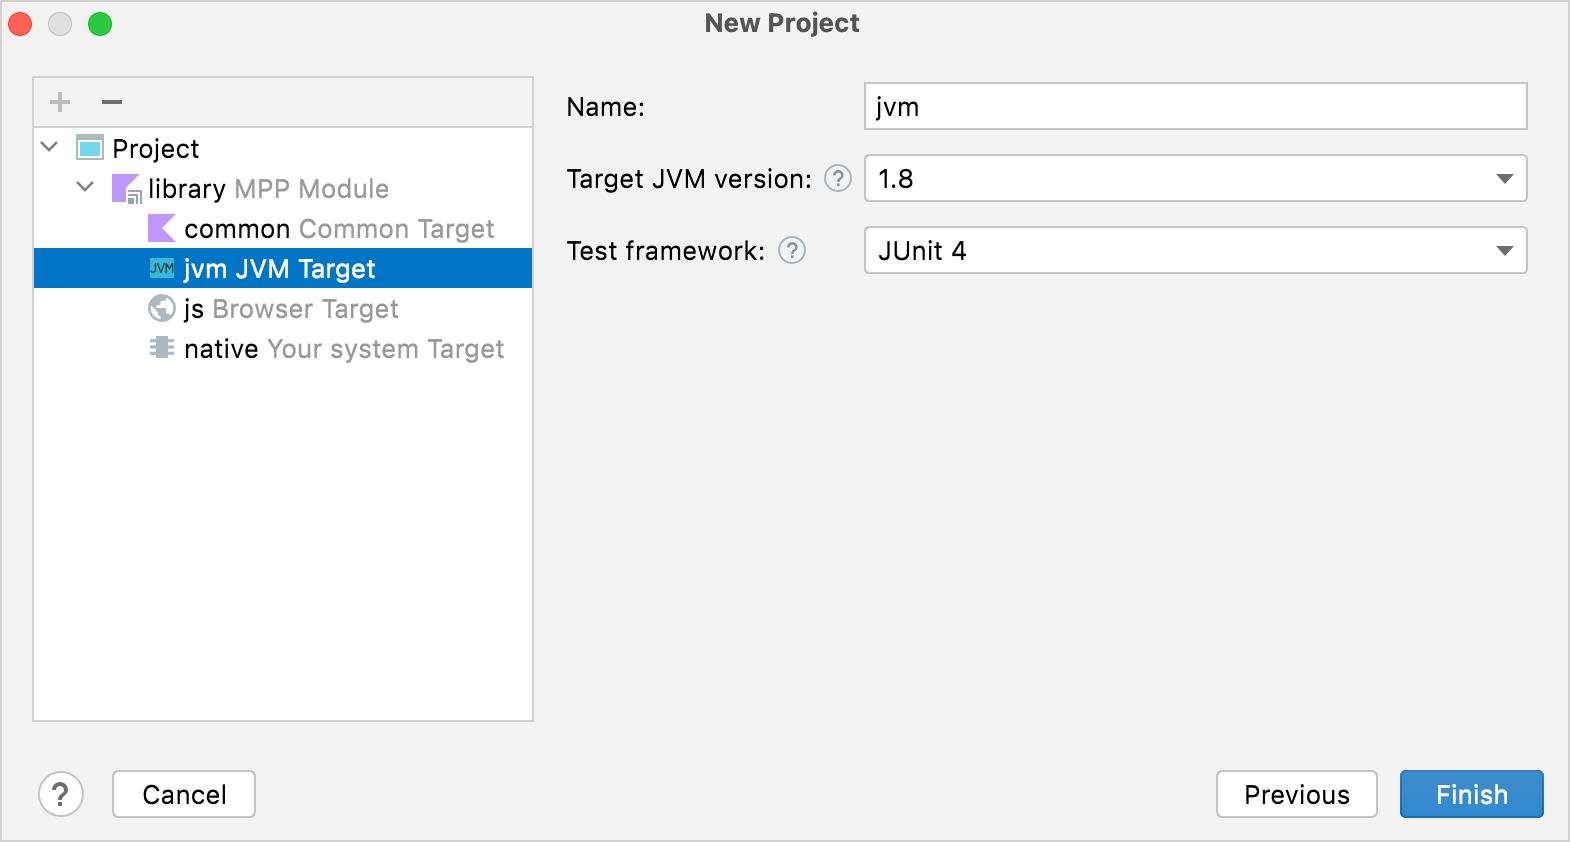 New Project
Project
library MPP Module
common Common Target
JVM jvm JVM Target
js Browser Target
native Your system Target
Name: jvm
Target JVM version: ? 1.8
Test framework: ? JUnit 4
? Cancel Previous Finish